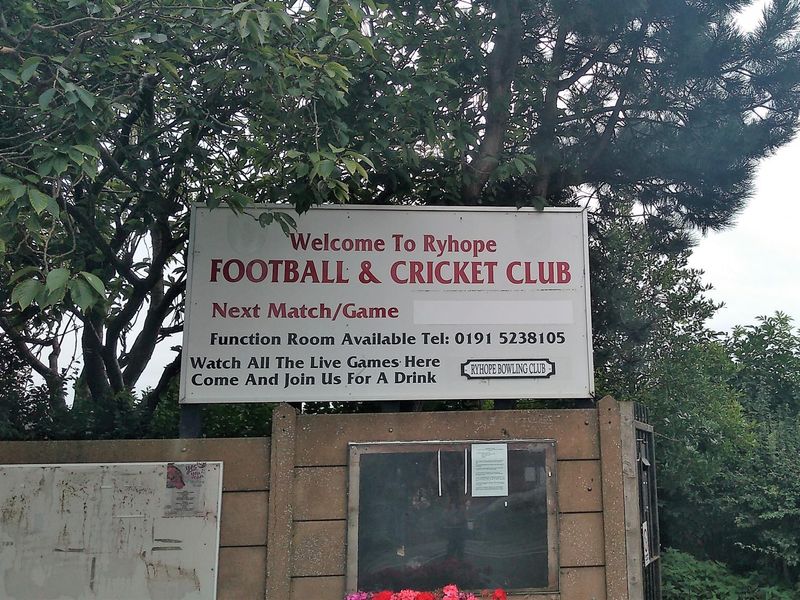 Welcome To Ryhope
FOOTBALL & CRICKET CLUB
Next Match/Game
Function Room Available Tel: 0191 5238105
Watch All The Live Games Here
Come And Join Us For A Drink
RYHOPE BOWLING CLUB